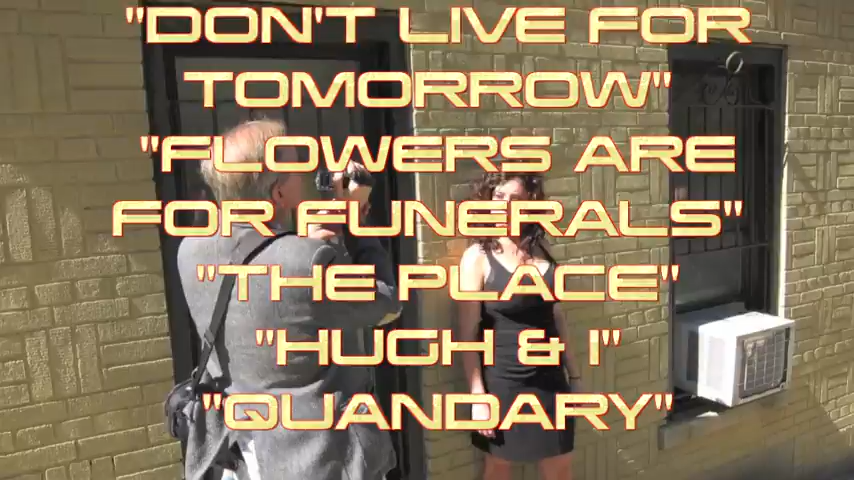 "DON'T LIVE FOR
TOMORROW"
"FLOWERS ARE
FOR FUNERALS"
"THE PLACE"
"HUGH & I"
"QUANDARY"